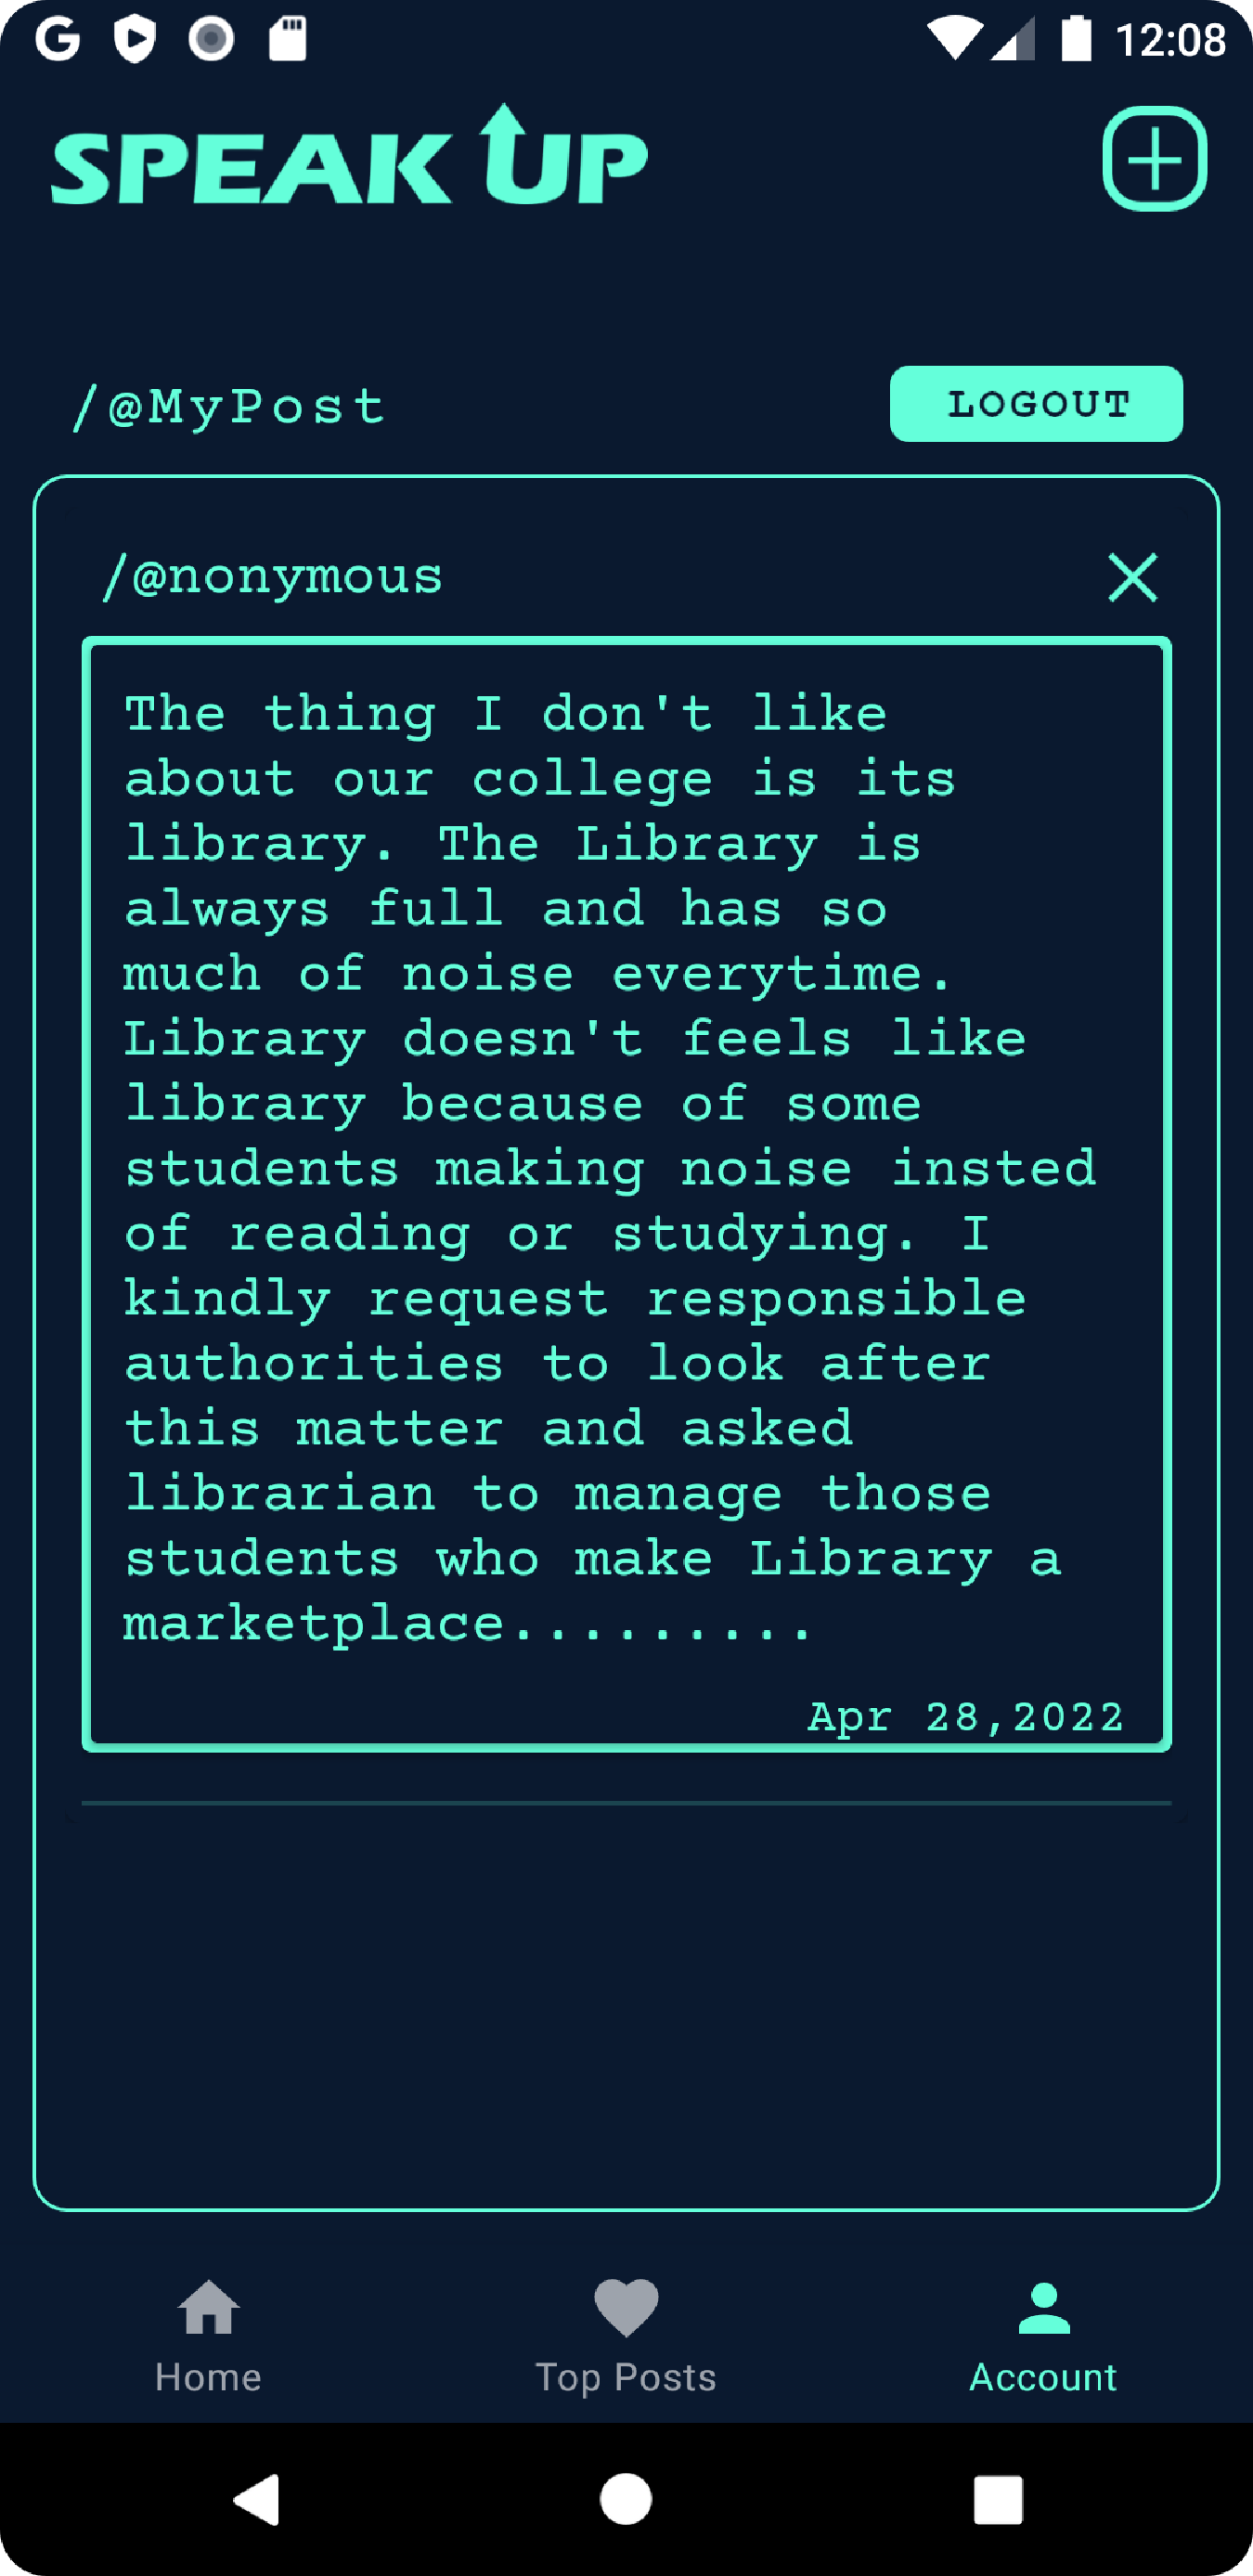 12:08
SPEAK UP
/@MyPost
LOGOUT
/@nonymous
The thing I don't like
about our college is its
library. The Library is
always full and has so
much of noise everytime.
Library doesn't feels like
library because of some
students making noise insted
of reading or studying. I
kindly request responsible
authorities to look after
this matter and asked
librarian to manage those
students who make Library a
marketplace.........
Apr 28,2022
Home
Top Posts
Account